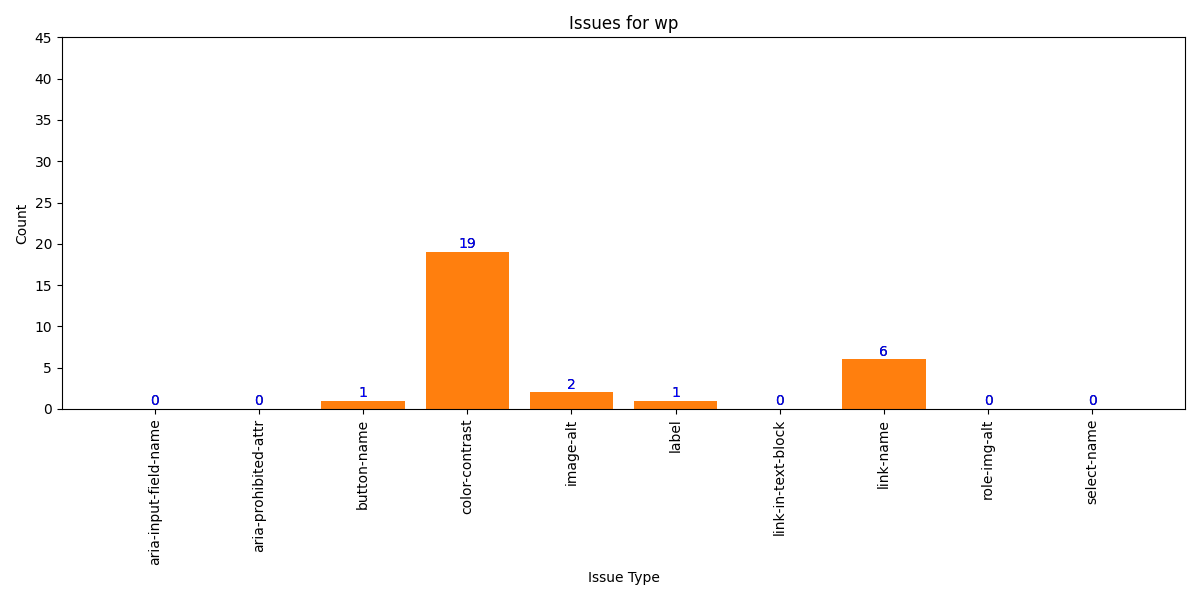 Issues for wp
45
40
35
30
25
20
15
10
5
0
Count
0
0
1
19
2
1
0
6
0
0
aria-input-field-name
aria-prohibited-attr
button-name
color-contrast
image-alt
label
link-in-text-block
link-name
role-img-alt
select-name
Issue Type